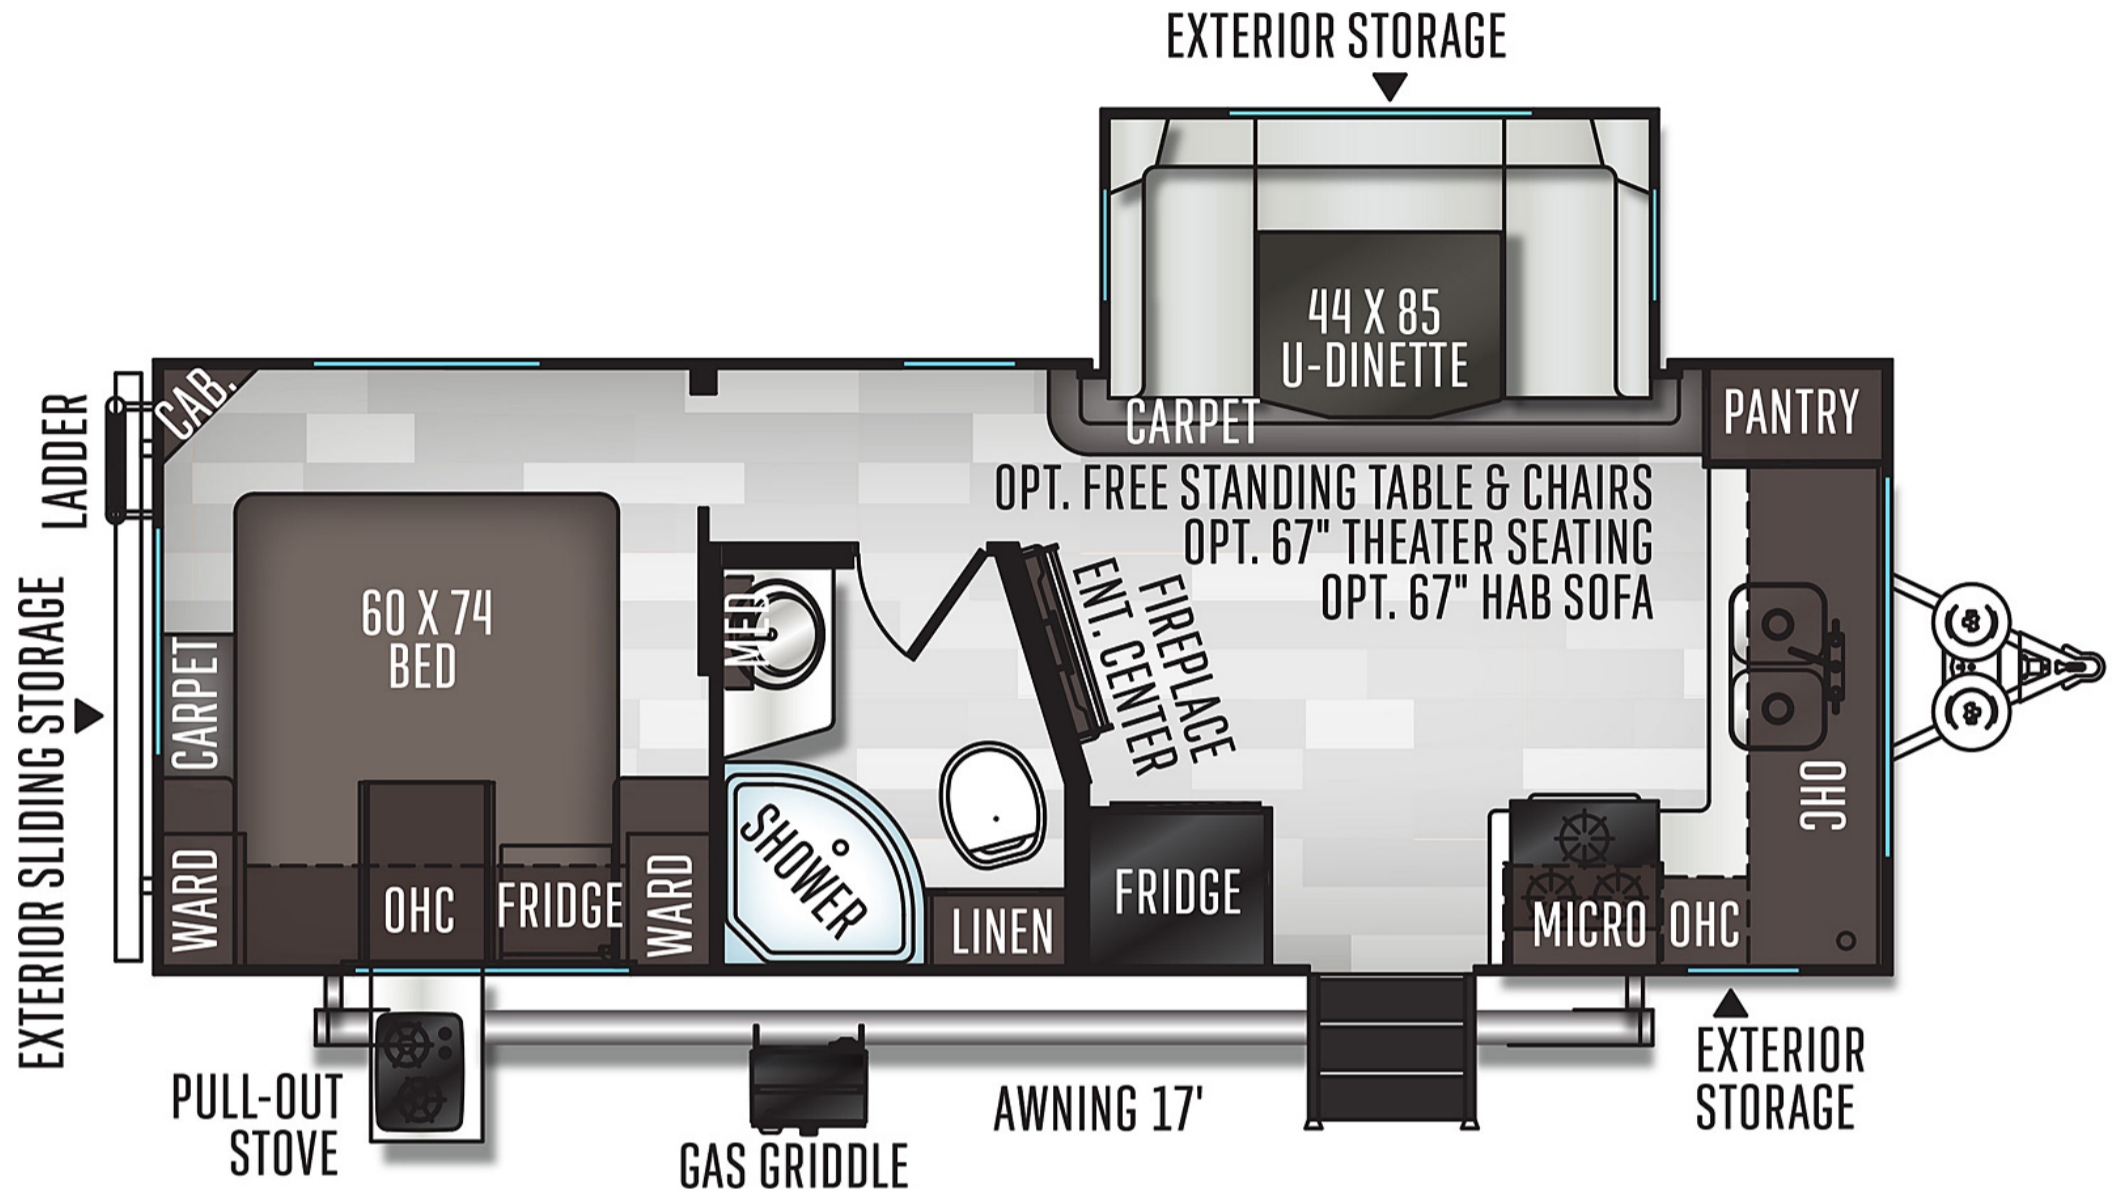 EXTERIOR STORAGE
44 X 85
U-DINETTE
CAB.
LADDER
CARPET
PANTRY
OPT. FREE STANDING TABLE & CHAIRS
OPT. 67" THEATER SEATING
OPT. 67" HAB SOFA
60 X 74
BED
MED
FIREPLACE
ENT. CENTER
EXTERIOR SLIDING STORAGE
CARPET
OHC
WARD
OHC
FRIDGE
WARD
SHOWER
LINEN
FRIDGE
MICRO
OHC
PULL-OUT
STOVE
GAS GRIDDLE
AWNING 17'
EXTERIOR
STORAGE